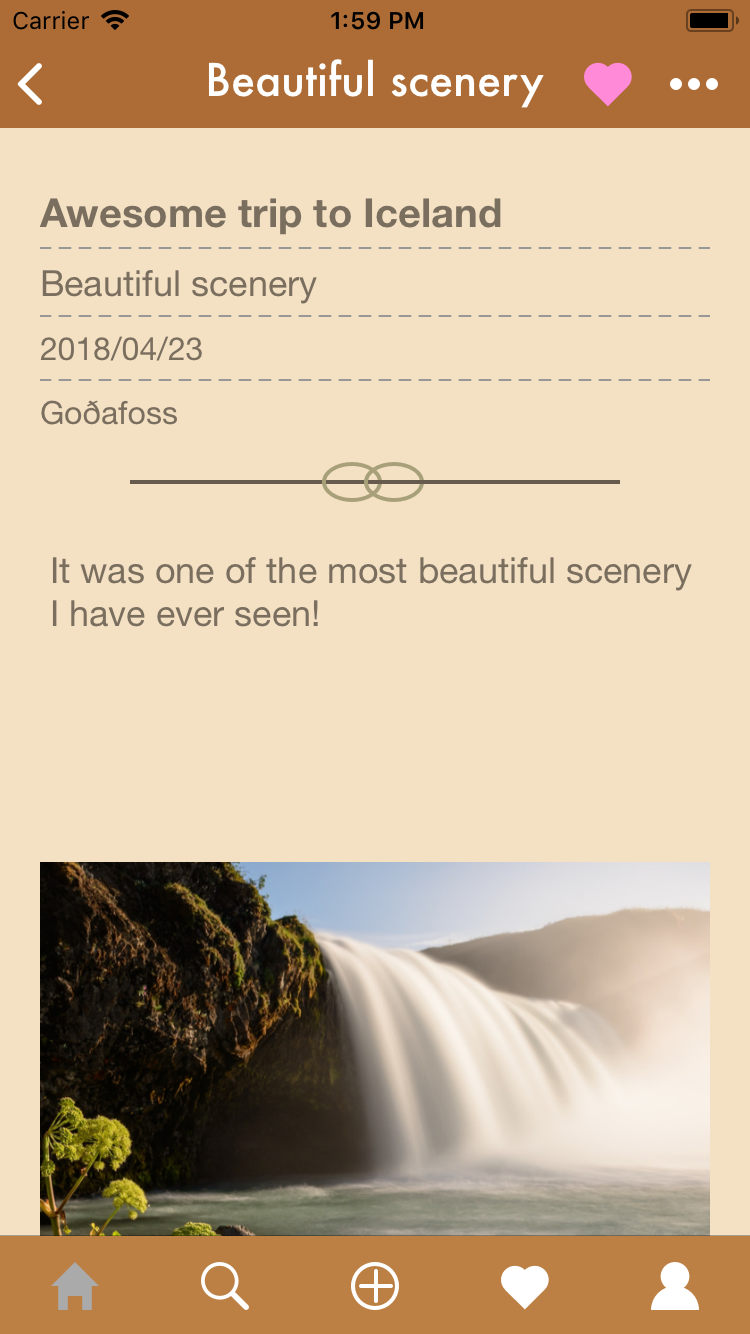 Carrier 1:59 PM
Beautiful scenery
Awesome trip to Iceland
Beautiful scenery
2018/04/23
Goðafoss
It was one of the most beautiful scenery
I have ever seen!